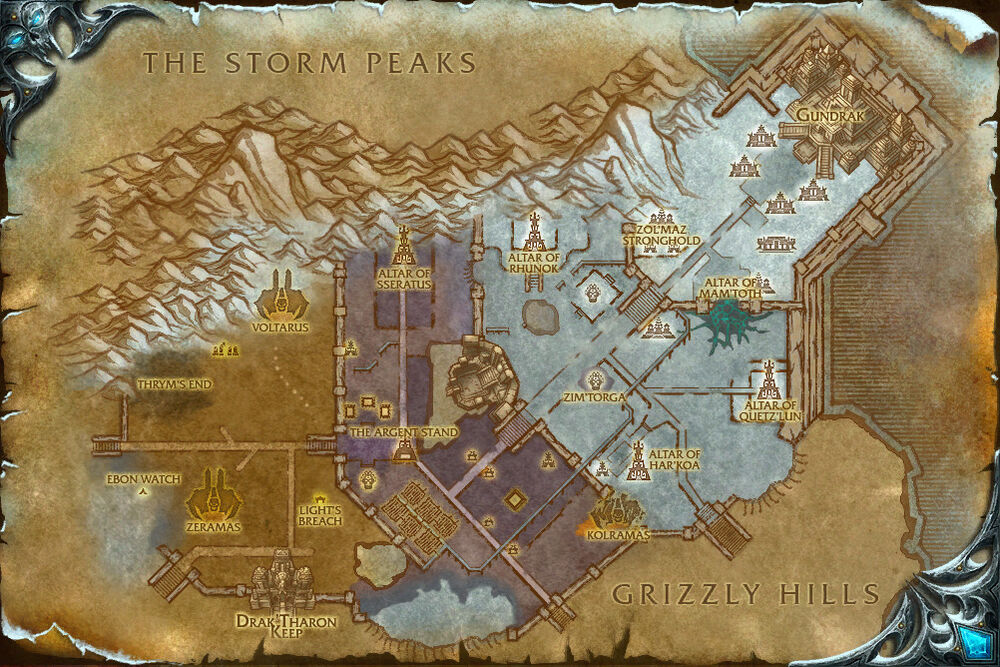 THE STORM PEAKS
GUNDRAK
ZOL'MAZ
STRONGHOLD
ALTAR OF
RHUNOK
ALTAR OF
SSERATUS
ALTAR OF
MAM'TOTH
VOLTARUS
THRYM'S END
ZIM'TORGA
ALTAR OF
QUETZ'LUN
THE ARGENT STAND
ALTAR OF
HAR'KOA
EBON WATCH
ZERAMAS
LIGHT'S
BREACH
KOLRAMAS
GRIZZLY HILLS
DRAK'THARON
KEEP